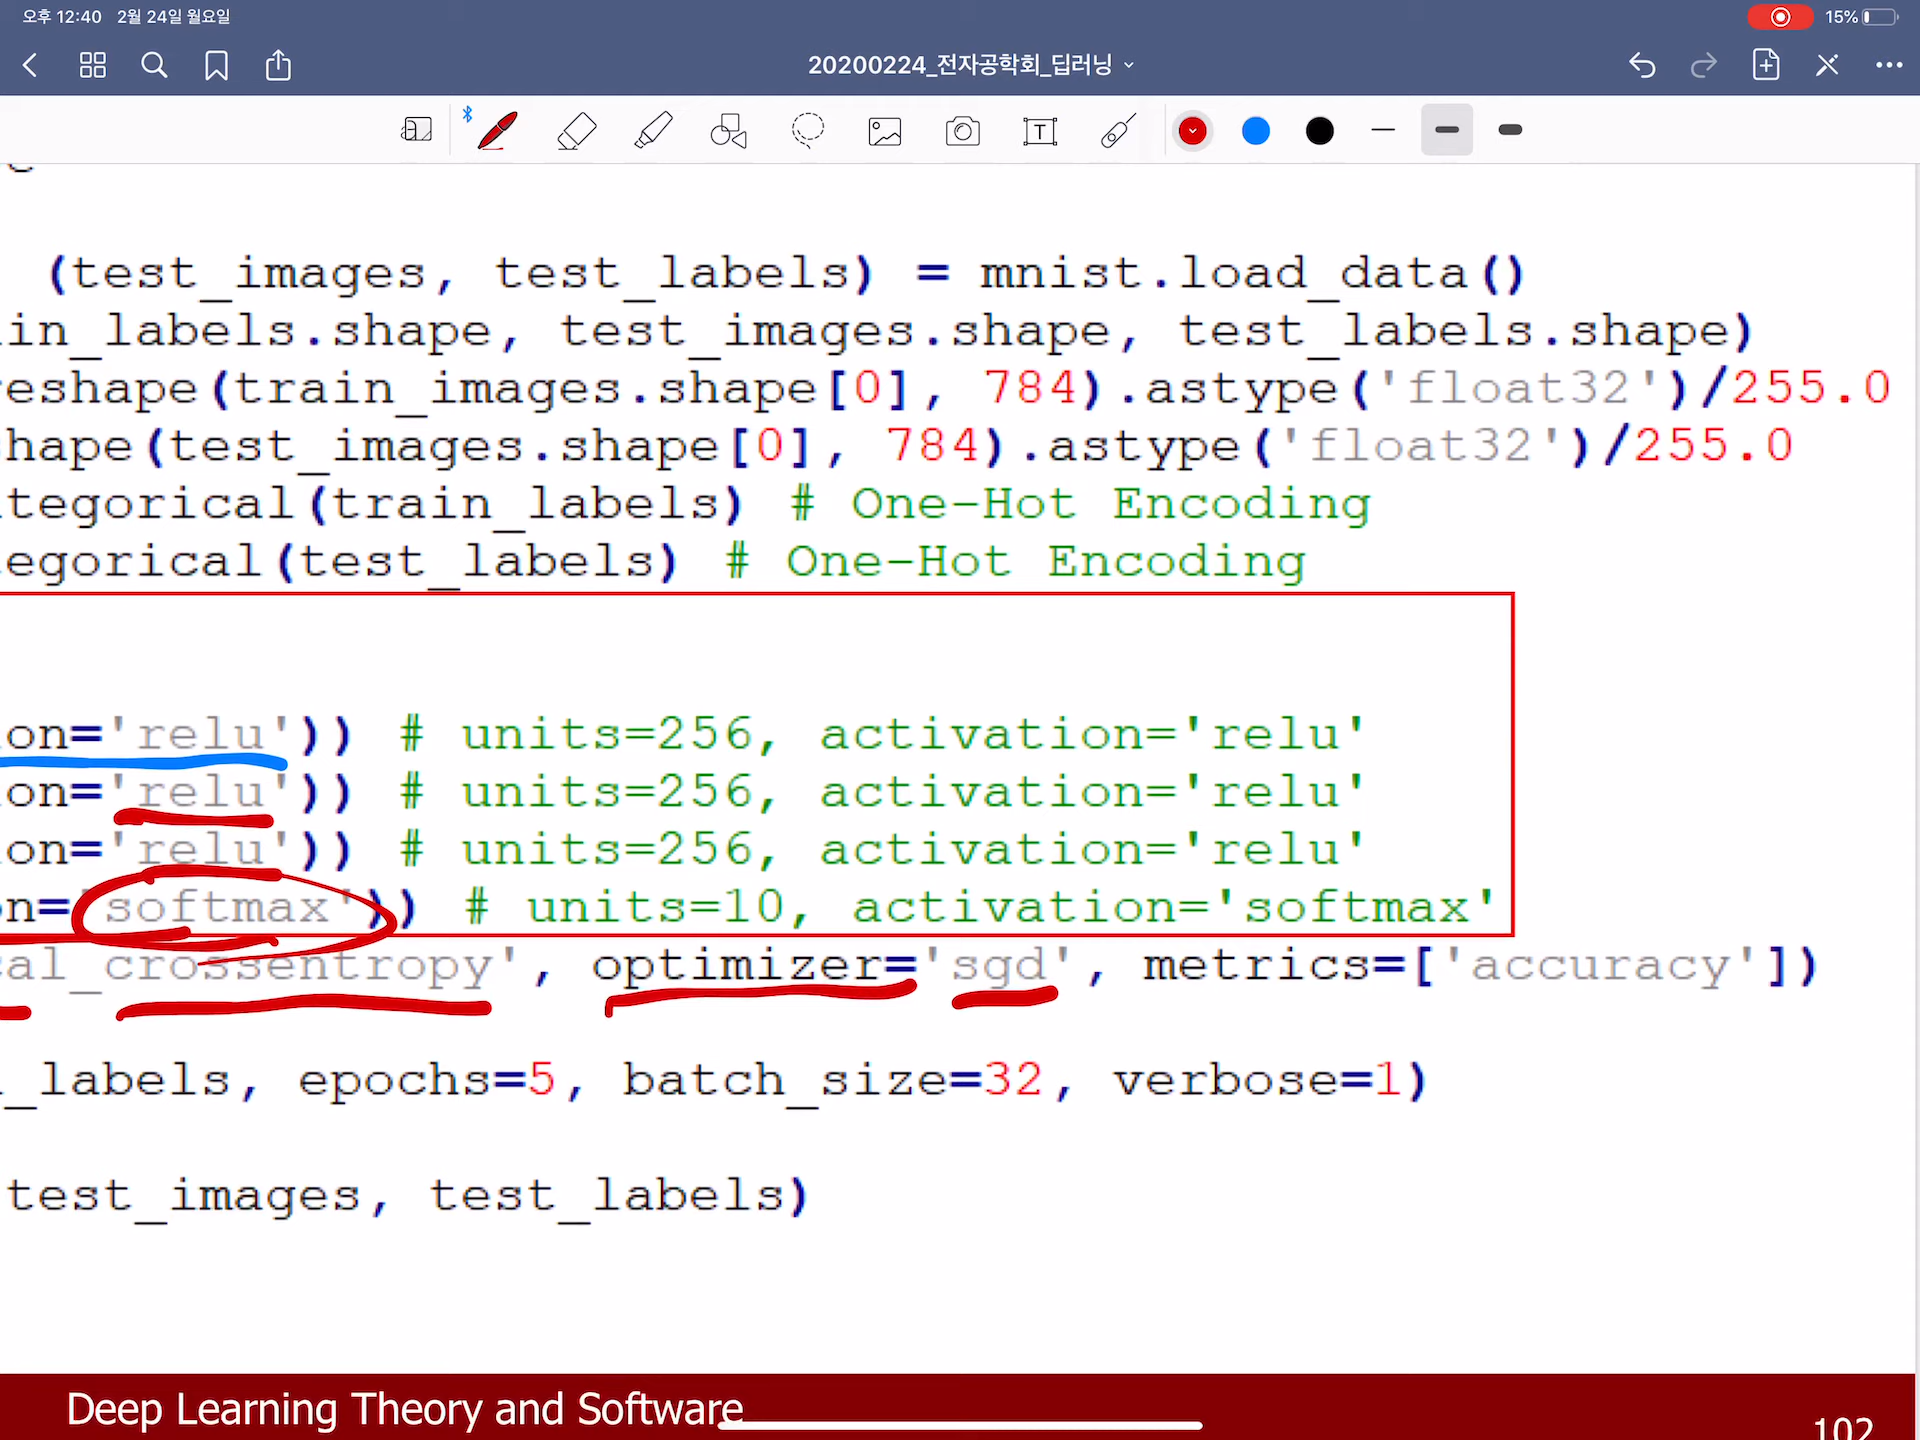 오후 12:40 2월 24일 월요일
15%
20200224_전자공학회_딥러닝
(test_images, test_labels) = mnist.load_data()
in_labels.shape, test_images.shape, test_labels.shape)
eshape(train_images.shape[0], 784).astype('float32')/255.0
hape(test_images.shape[0], 784).astype('float32')/255.0
tegorical(train_labels) # One-Hot Encoding
egorical(test_labels) # One-Hot Encoding
on='relu')) # units=256, activation='relu'
on='relu')) # units=256, activation='relu'
on='relu')) # units=256, activation='relu'
n='softmax')) # units=10, activation='softmax'
al_crossentropy', optimizer='sgd', metrics=['accuracy'])
_labels, epochs=5, batch_size=32, verbose=1)
test_images, test_labels)
Deep Learning Theory and Software
102